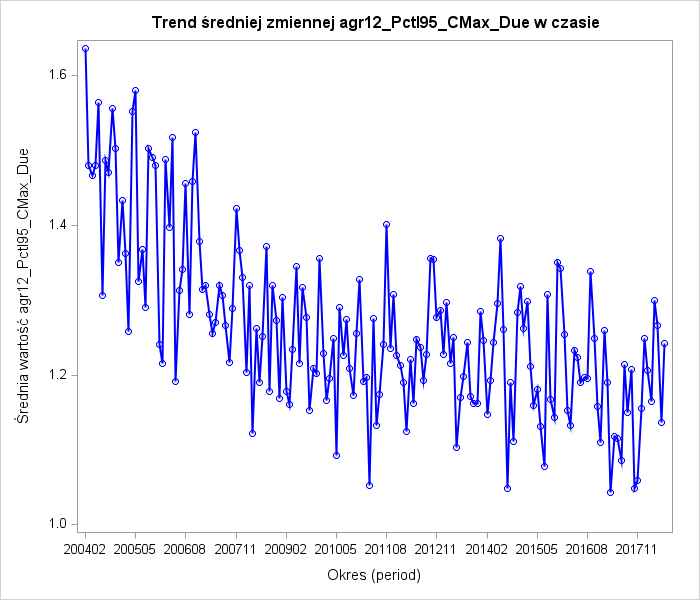 Trend średniej zmiennej agr12_Pctl95_CMax_Due w czasie
Średnia wartość agr12_Pctl95_CMax_Due
1.6
1.4
1.2
1.0
200402 200505 200608 200711 200902 201005 201108 201211 201402 201505 201608 201711
Okres (period)